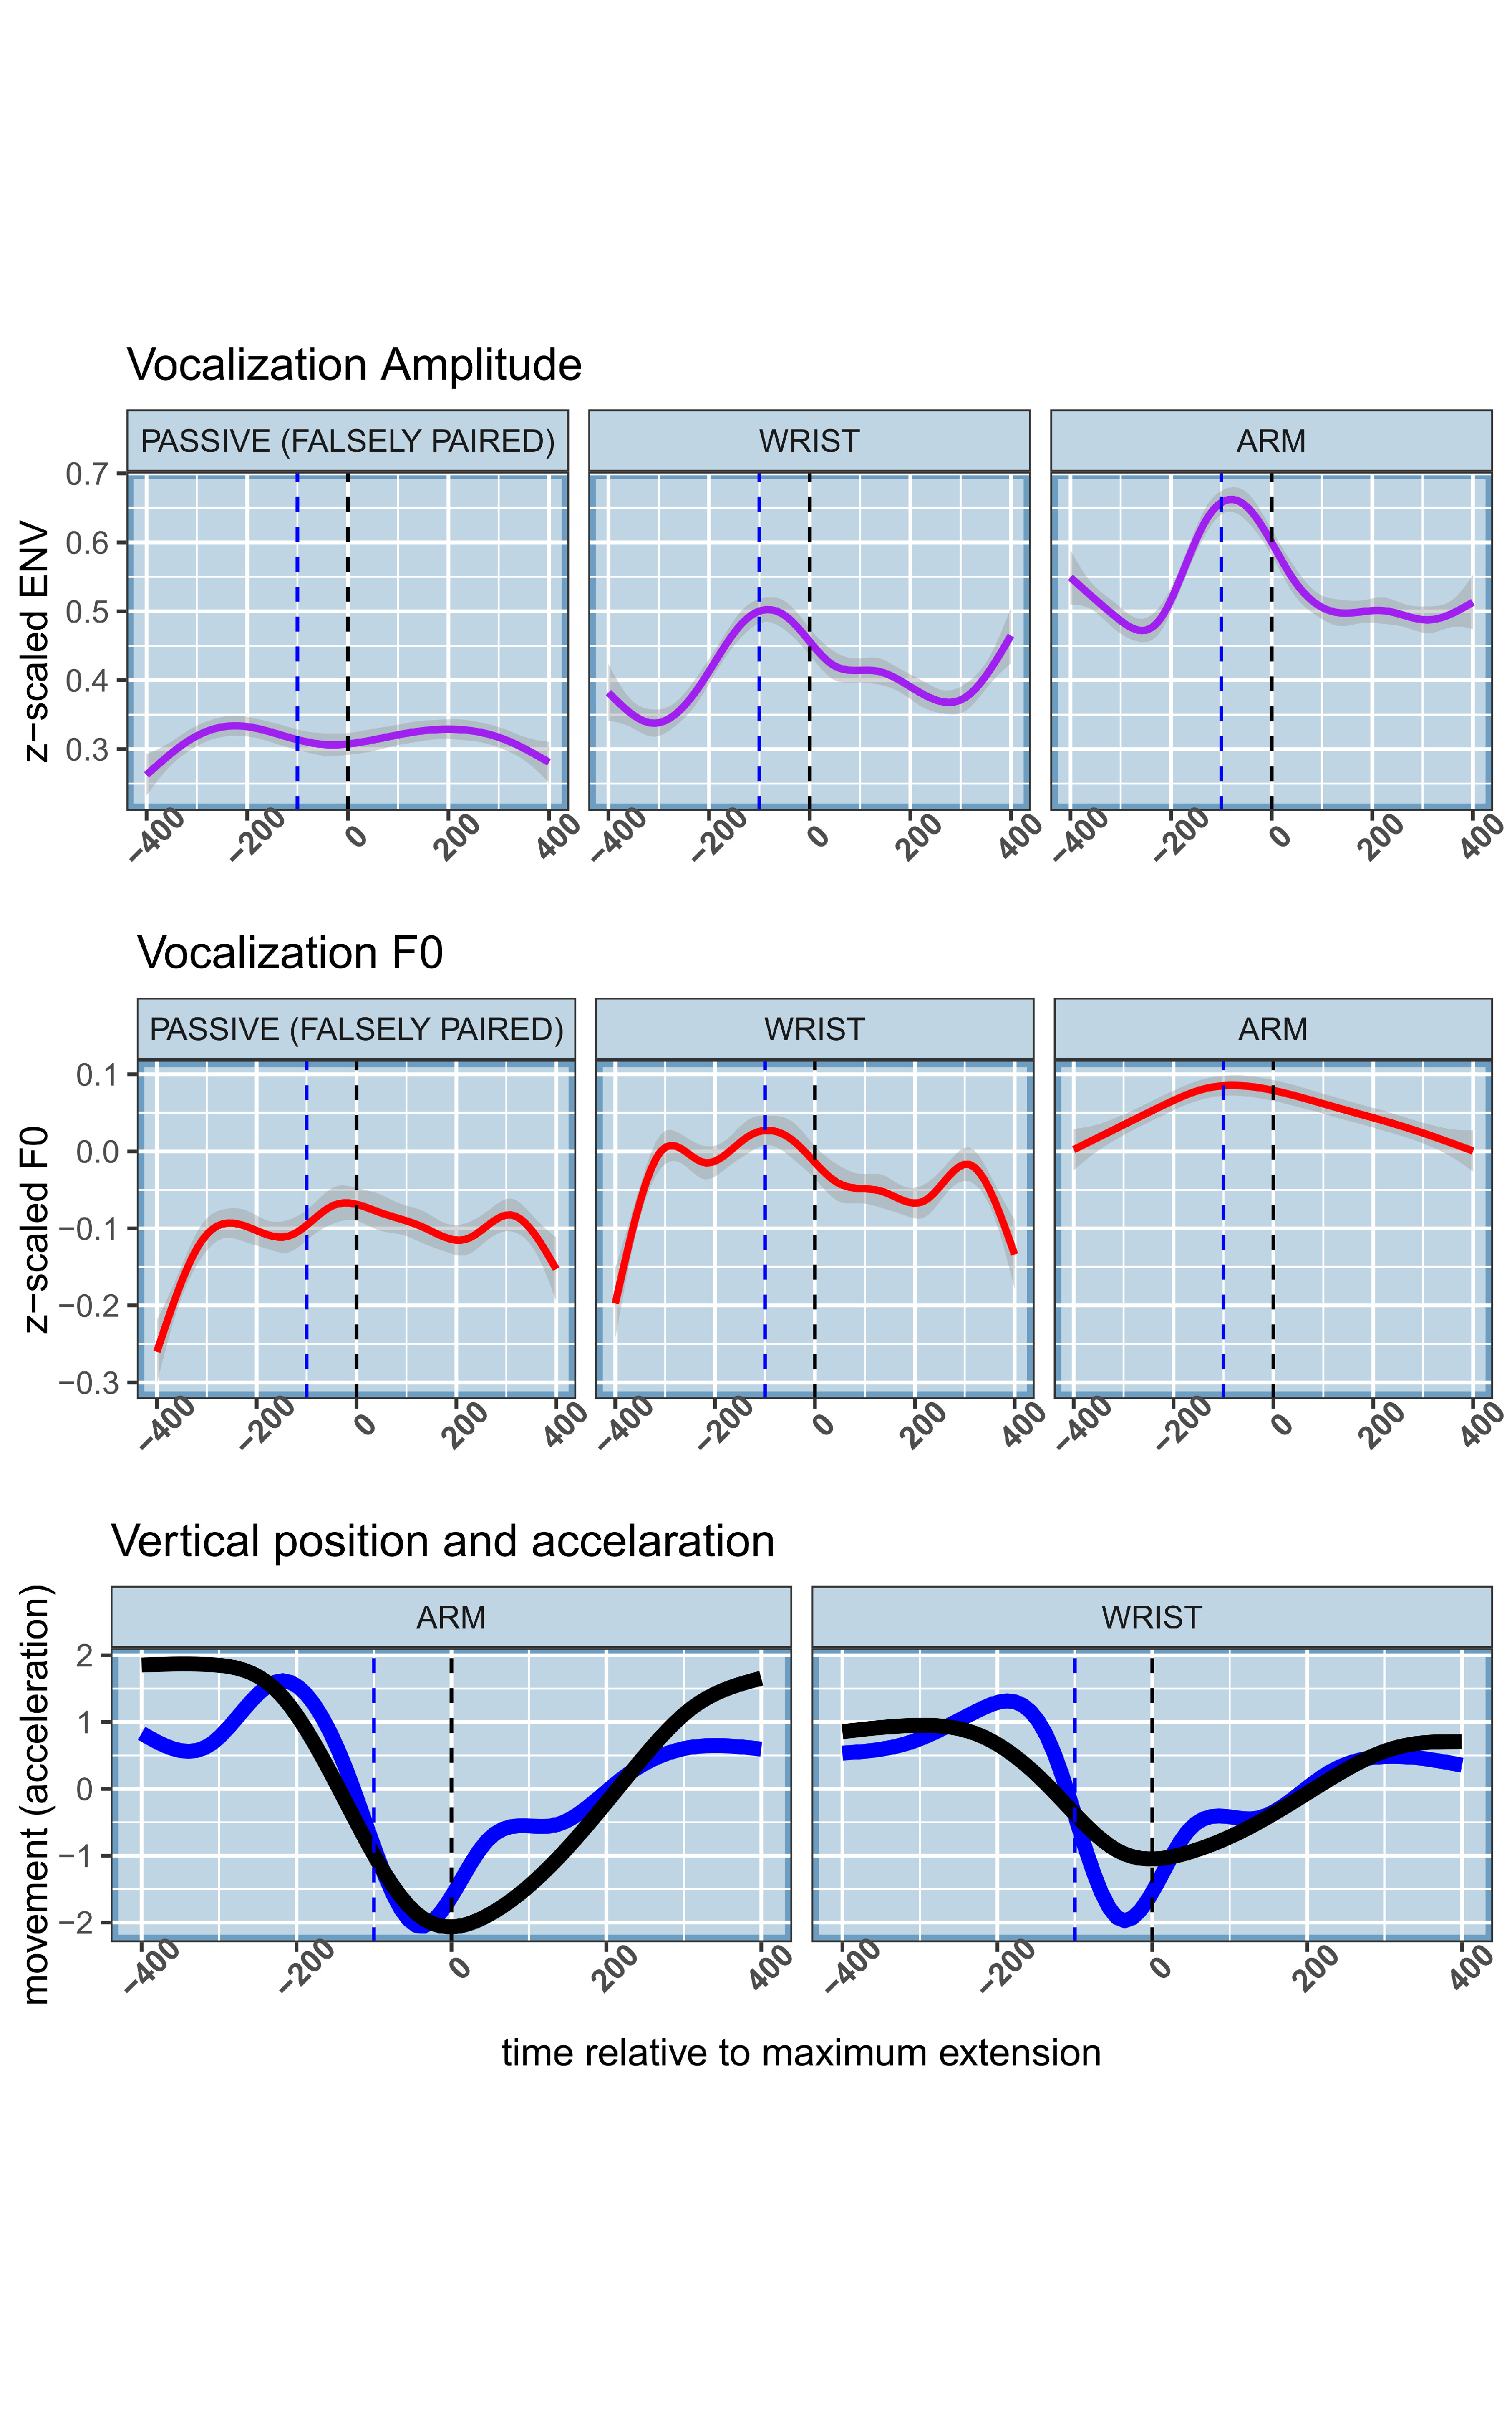 Vocalization Amplitude
PASSIVE (FALSELY PAIRED) WRIST ARM
z−scaled ENV
0.7
0.6
0.5
0.4
0.3
−400 −200 0 200 400 −400 −200 0 200 400 −400 −200 0 200 400
Vocalization F0
PASSIVE (FALSELY PAIRED) WRIST ARM
z−scaled F0
0.1
0.0
−0.1
−0.2
−0.3
−400 −200 0 200 400 −400 −200 0 200 400 −400 −200 0 200 400
Vertical position and accelaration
ARM WRIST
movement (acceleration)
2
1
0
−1
−2
−400 −200 0 200 400 −400 −200 0 200 400
time relative to maximum extension